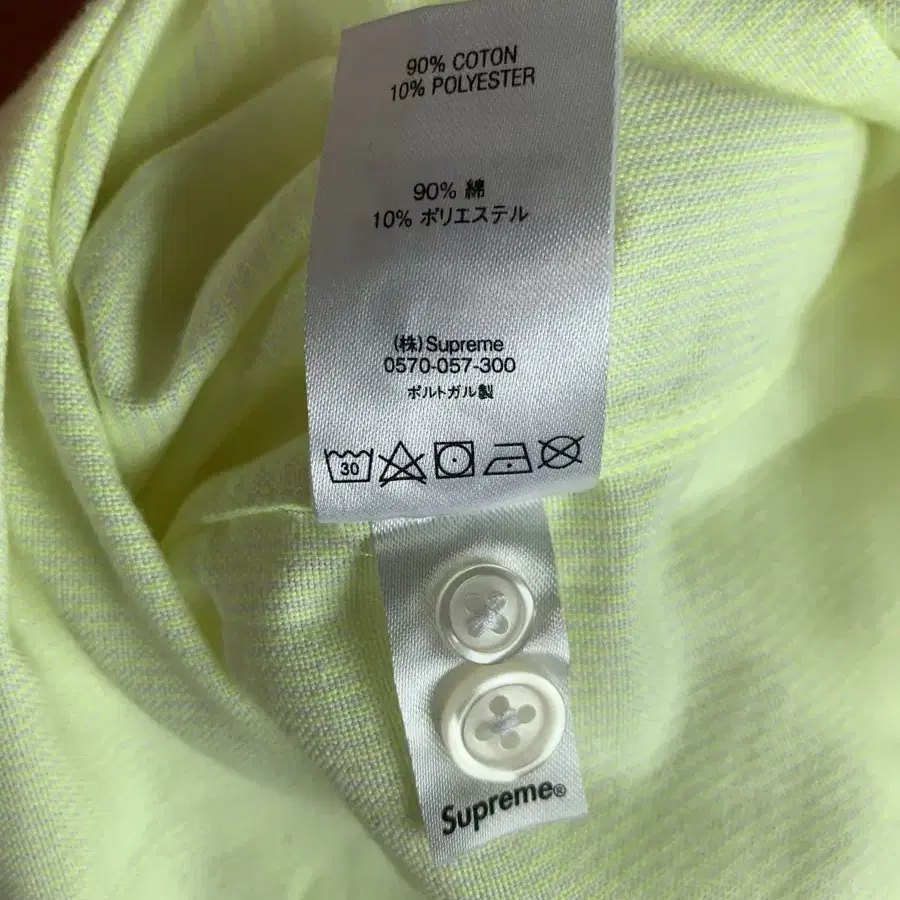 90% COTON
10% POLYESTER
90% 綿
10% ポリエステル
(株)Supreme
0570-057-300
ポルトガル製
30
Supreme®